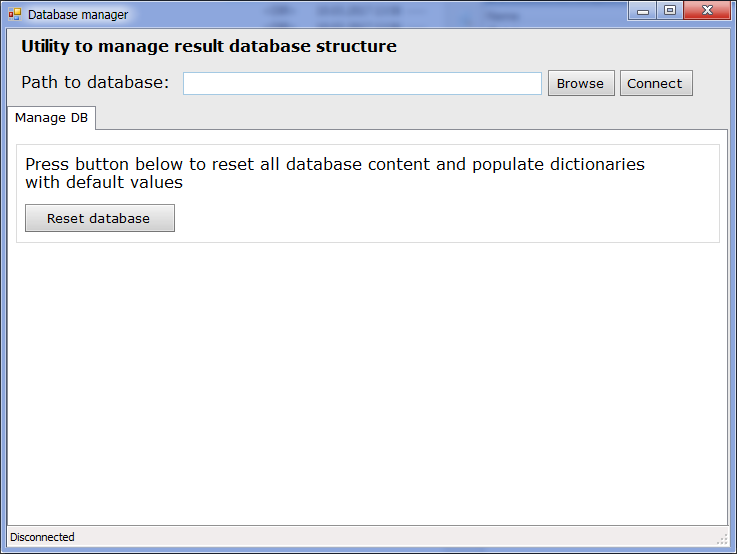 Database manager
Utility to manage result database structure
Path to database:
Browse
Connect
Manage DB
Press button below to reset all database content and populate dictionaries
with default values
Reset database
Disconnected